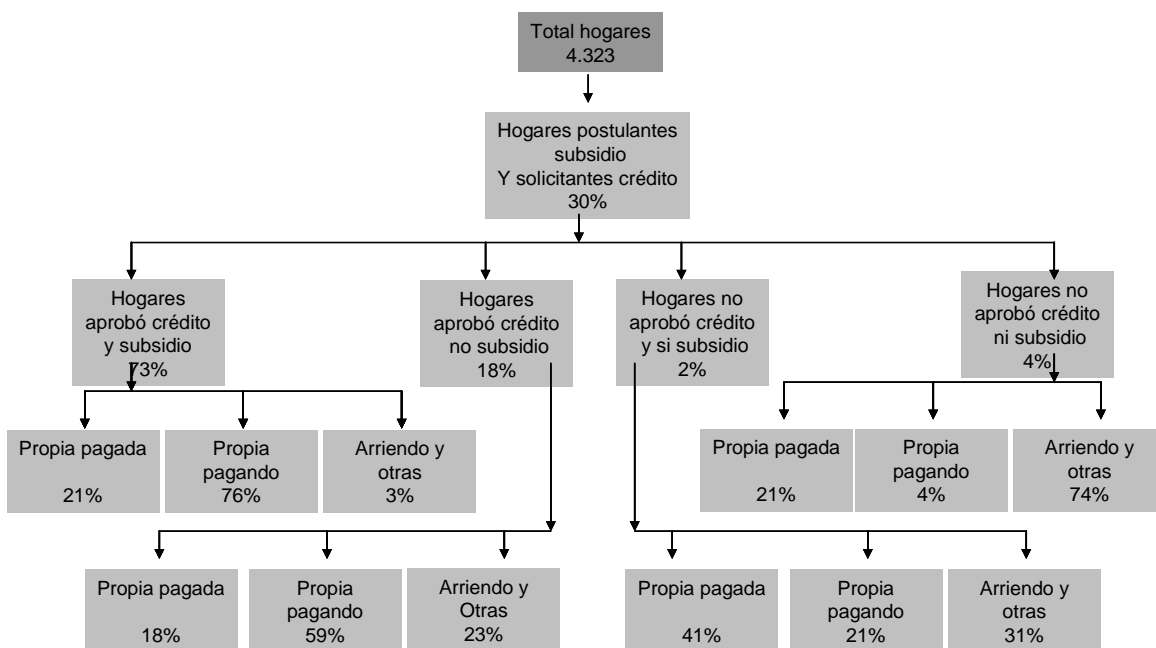 Total hogares
4.323
Hogares postulantes
subsidio
Y solicitantes crédito
30%
Hogares
aprobó crédito
y subsidio
73%
Hogares
aprobó crédito
no subsidio
18%
Hogares no
aprobó crédito
y si subsidio
2%
Hogares no
aprobó crédito
ni subsidio
4%
Propia pagada
21%
Propia
pagando
76%
Arriendo y
otras
3%
Propia pagada
21%
Propia
pagando
4%
Arriendo y
otras
74%
Propia pagada
18%
Propia
pagando
59%
Arriendo y
Otras
23%
Propia pagada
41%
Propia
pagando
21%
Arriendo y
otras
31%